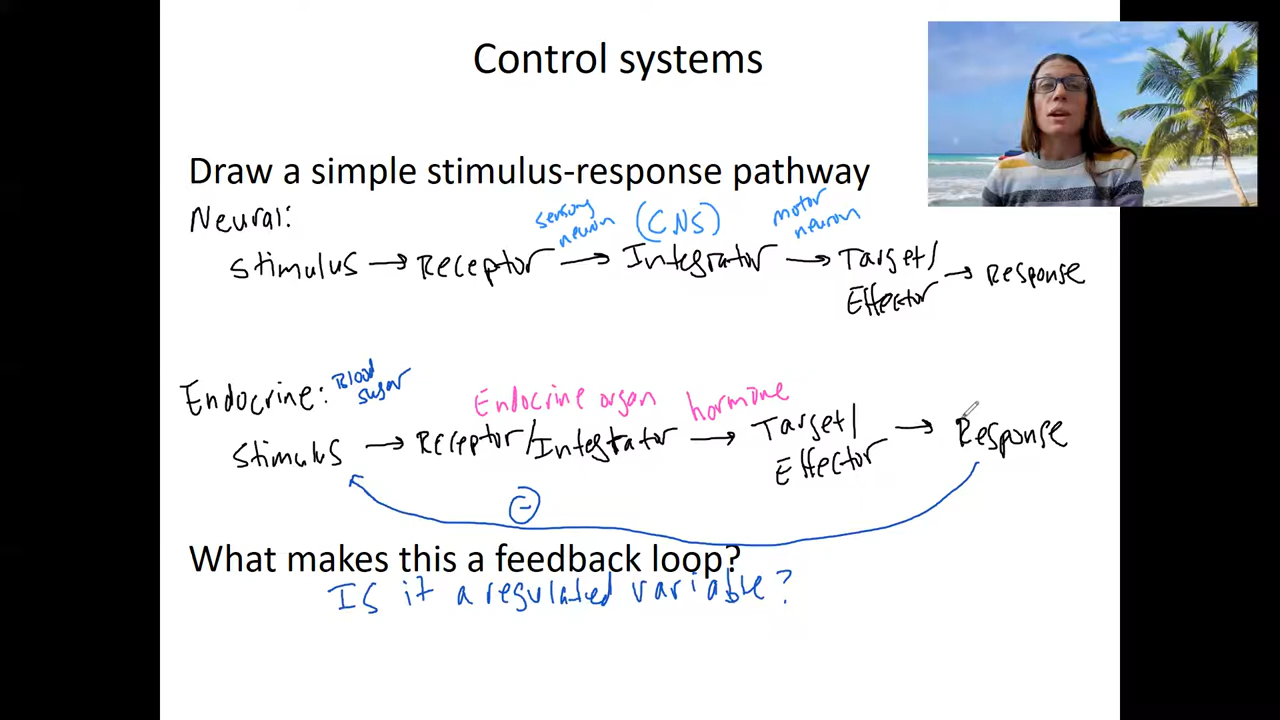 Control systems
Draw a simple stimulus-response pathway
Neural:
sensory
neuron
(CNS)
motor
neuron
Stimulus → Receptor → Integrator → Target/
Effector → Response
Endocrine:
Blood
sugar
Endocrine organ
hormone
Stimulus → Receptor/Integrator → Target/
Effector → Response
-
What makes this a feedback loop?
Is it a regulated variable?